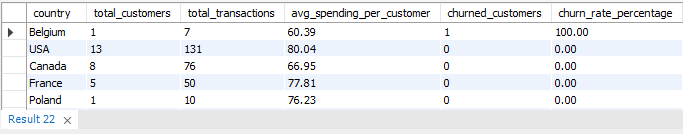 country total_customers total_transactions avg_spending_per_customer churned_customers churn_rate_percentage
Belgium 1 7 60.39 1 100.00
USA 13 131 80.04 0 0.00
Canada 8 76 66.95 0 0.00
France 5 50 77.81 0 0.00
Poland 1 10 76.23 0 0.00
Result 22 ×